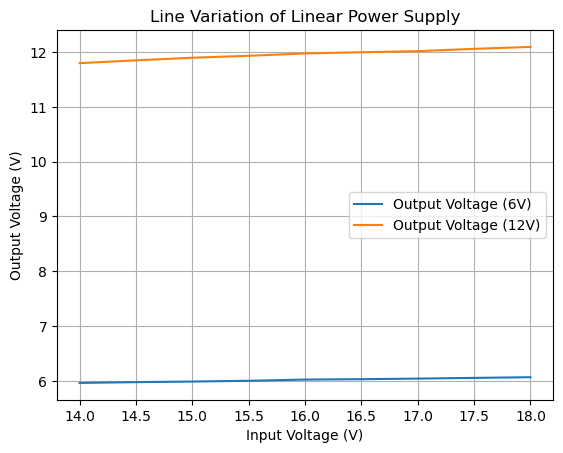 Line Variation of Linear Power Supply
12
11
10
9
8
7
6
Output Voltage (V)
Output Voltage (6V)
Output Voltage (12V)
14.0 14.5 15.0 15.5 16.0 16.5 17.0 17.5 18.0
Input Voltage (V)